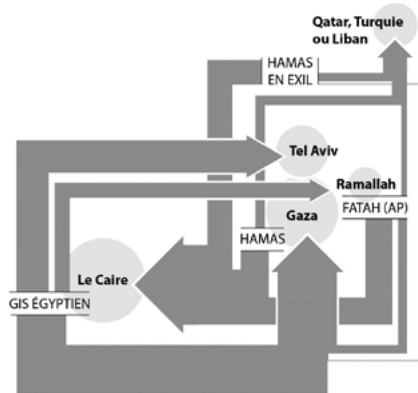 Qatar, Turquie
ou Liban
HAMAS
EN EXIL
Tel Aviv
Ramallah
FATAH (AP)
Gaza
HAMAS
Le Caire
GIS ÉGYPTIEN